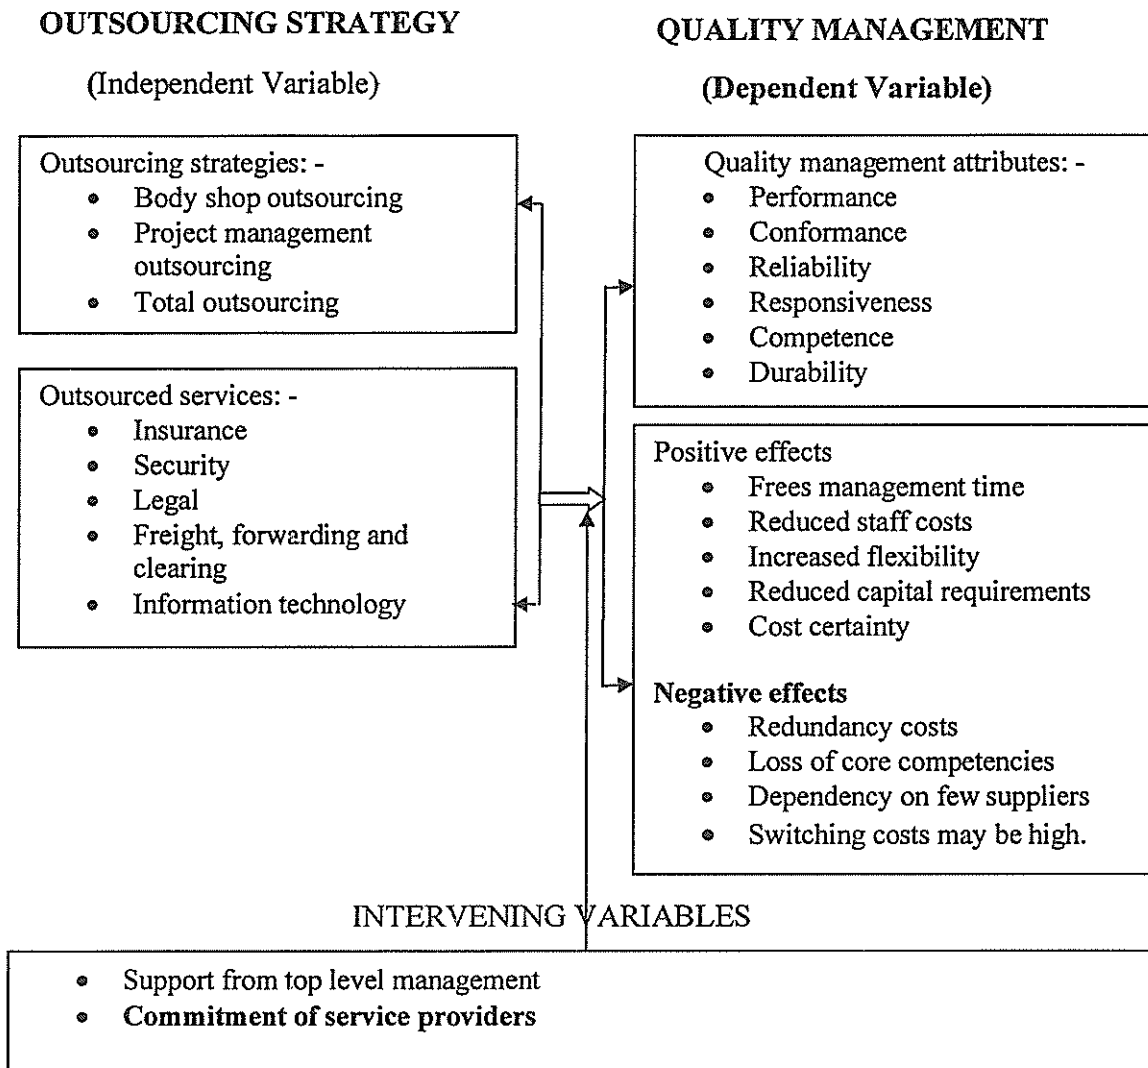 OUTSOURCING STRATEGY
(Independent Variable)
Outsourcing strategies: -
• Body shop outsourcing
• Project management
outsourcing
• Total outsourcing
Outsourced services: -
• Insurance
• Security
• Legal
• Freight, forwarding and
clearing
• Information technology
QUALITY MANAGEMENT
(Dependent Variable)
Quality management attributes: -
• Performance
• Conformance
• Reliability
• Responsiveness
• Competence
• Durability
Positive effects
• Frees management time
• Reduced staff costs
• Increased flexibility
• Reduced capital requirements
• Cost certainty
Negative effects
• Redundancy costs
• Loss of core competencies
• Dependency on few suppliers
• Switching costs may be high.
INTERVENING VARIABLES
• Support from top level management
• Commitment of service providers